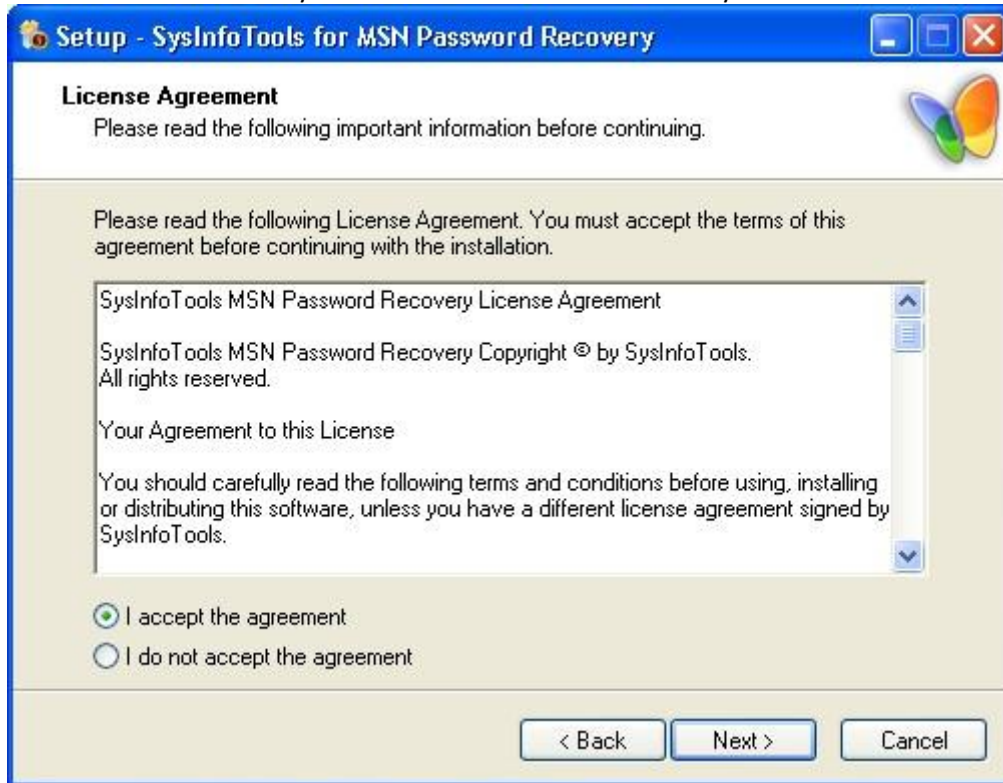 Setup - SysInfoTools for MSN Password Recovery
License Agreement
Please read the following important information before continuing.
Please read the following License Agreement. You must accept the terms of this
agreement before continuing with the installation.
SysInfoTools MSN Password Recovery License Agreement
SysInfoTools MSN Password Recovery Copyright © by SysInfoTools.
All rights reserved.
Your Agreement to this License
You should carefully read the following terms and conditions before using, installing
or distributing this software, unless you have a different license agreement signed by
SysInfoTools.
I accept the agreement
I do not accept the agreement
< Back Next > Cancel